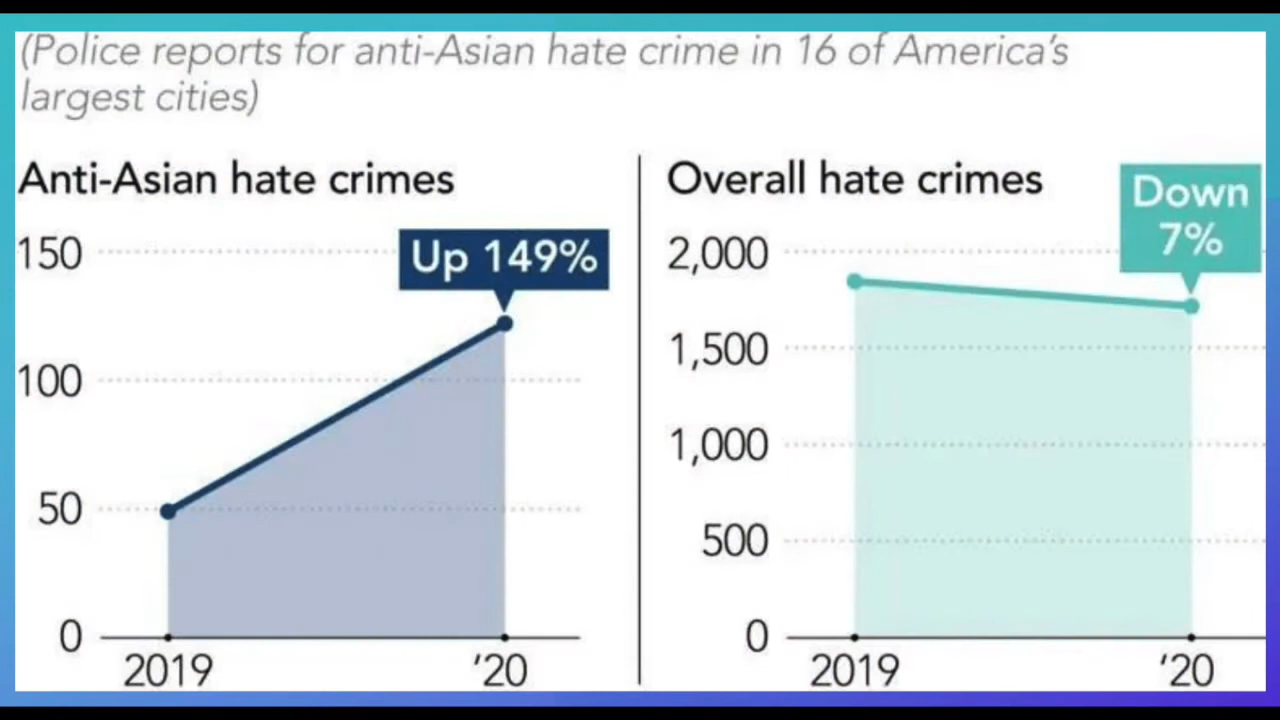 (Police reports for anti-Asian hate crime in 16 of America's
largest cities)
Anti-Asian hate crimes
150
100
50
0
Up 149%
2019
'20
Overall hate crimes
2,000
1,500
1,000
500
0
Down
7%
2019
'20